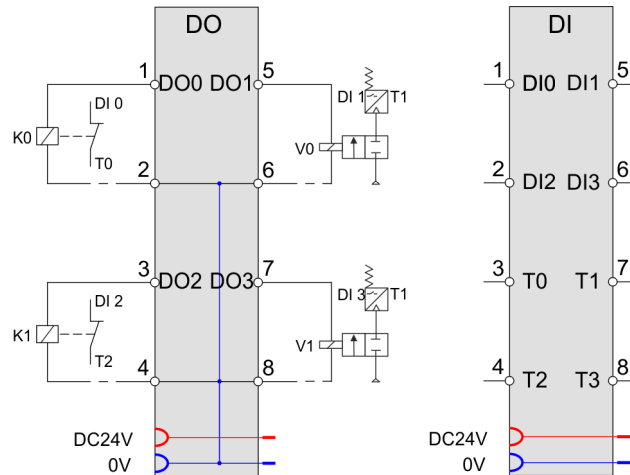 DO
DI
1
DO0 DO1
5
DI 0
K0
T0
DI 1
T1
V0
2
6
3
DO2 DO3
7
DI 2
K1
T2
DI 3
T1
V1
4
8
DC24V
0V
1
DI0 DI1
5
2
DI2 DI3
6
3
T0 T1
7
4
T2 T3
8
DC24V
0V